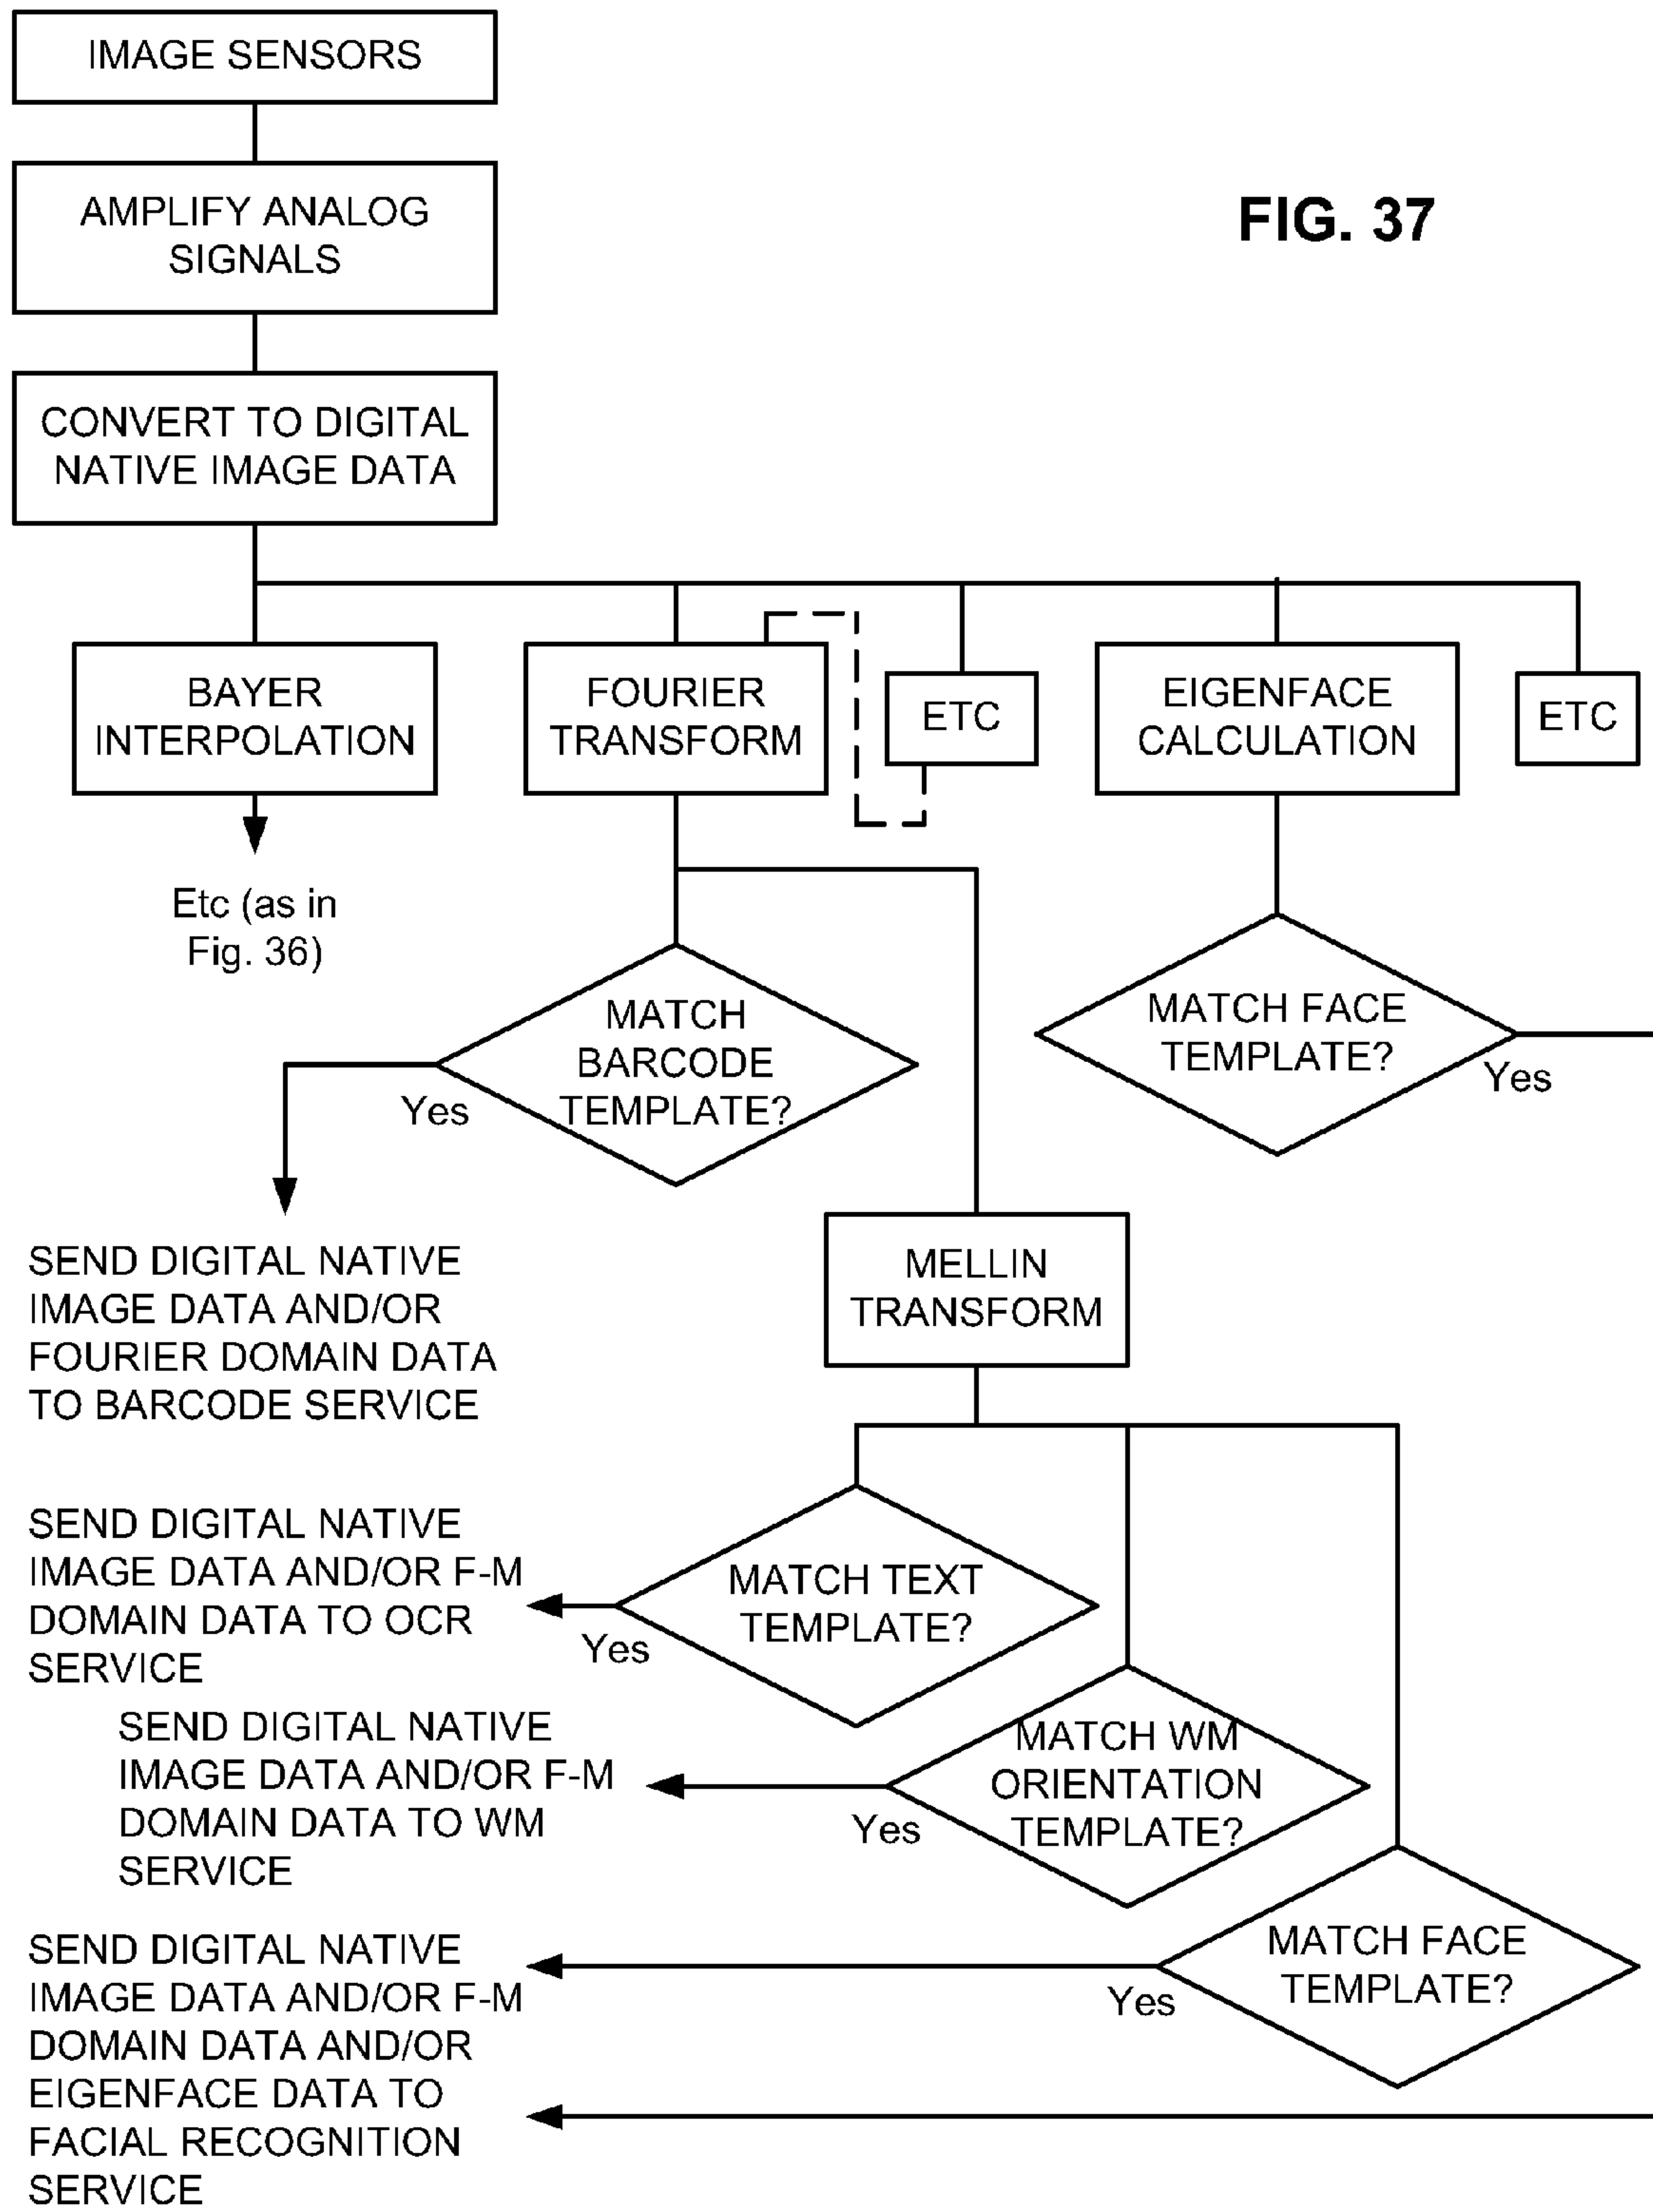 IMAGE SENSORS
AMPLIFY ANALOG
SIGNALS
FIG. 37
CONVERT TO DIGITAL
NATIVE IMAGE DATA
BAYER
INTERPOLATION
FOURIER
TRANSFORM
ETC
EIGENFACE
CALCULATION
ETC
Etc (as in
Fig. 36)
MATCH
BARCODE
TEMPLATE?
Yes
MATCH FACE
TEMPLATE?
Yes
SEND DIGITAL NATIVE
IMAGE DATA AND/OR
FOURIER DOMAIN DATA
TO BARCODE SERVICE
MELLIN
TRANSFORM
SEND DIGITAL NATIVE
IMAGE DATA AND/OR F-M
DOMAIN DATA TO OCR
SERVICE
MATCH TEXT
TEMPLATE?
Yes
SEND DIGITAL NATIVE
IMAGE DATA AND/OR F-M
DOMAIN DATA TO WM
SERVICE
MATCH WM
ORIENTATION
TEMPLATE?
Yes
SEND DIGITAL NATIVE
IMAGE DATA AND/OR F-M
DOMAIN DATA AND/OR
EIGENFACE DATA TO
FACIAL RECOGNITION
SERVICE
MATCH FACE
TEMPLATE?
Yes